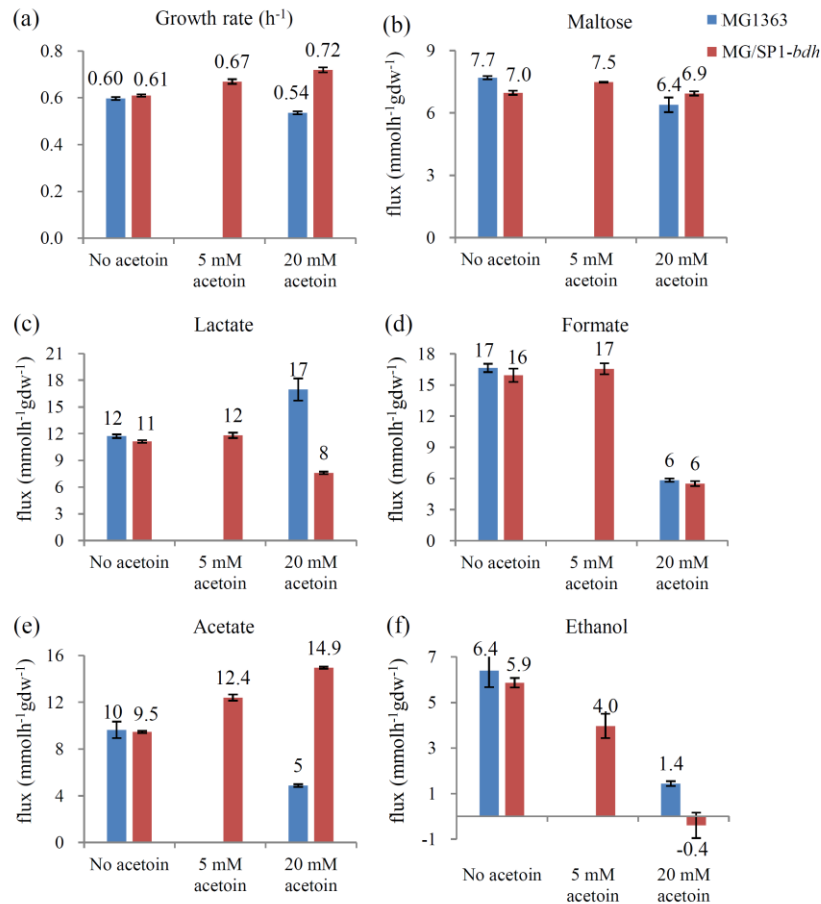 (a) Growth rate (h⁻¹)
0.8
0.6
0.4
0.2
0.0
0.60
0.61
0.67
0.54
0.72
No acetoin
5 mM
acetoin
20 mM
acetoin
(b) Maltose
MG1363
MG/SP1-bdh
flux (mmolh⁻¹gdw⁻¹)
9
6
3
0
7.7
7.0
7.5
6.4
6.9
No acetoin
5 mM
acetoin
20 mM
acetoin
(c) Lactate
flux (mmolh⁻¹gdw⁻¹)
21
18
15
12
9
6
3
0
12
11
12
17
8
No acetoin
5 mM
acetoin
20 mM
acetoin
(d) Formate
flux (mmolh⁻¹gdw⁻¹)
18
15
12
9
6
3
0
17
16
17
6
6
No acetoin
5 mM
acetoin
20 mM
acetoin
(e) Acetate
flux (mmolh⁻¹gdw⁻¹)
16
12
8
4
0
10
9.5
12.4
5
14.9
No acetoin
5 mM
acetoin
20 mM
acetoin
(f) Ethanol
flux (mmolh⁻¹gdw⁻¹)
7
5
3
1
-1
6.4
5.9
4.0
1.4
-0.4
No acetoin
5 mM
acetoin
20 mM
acetoin